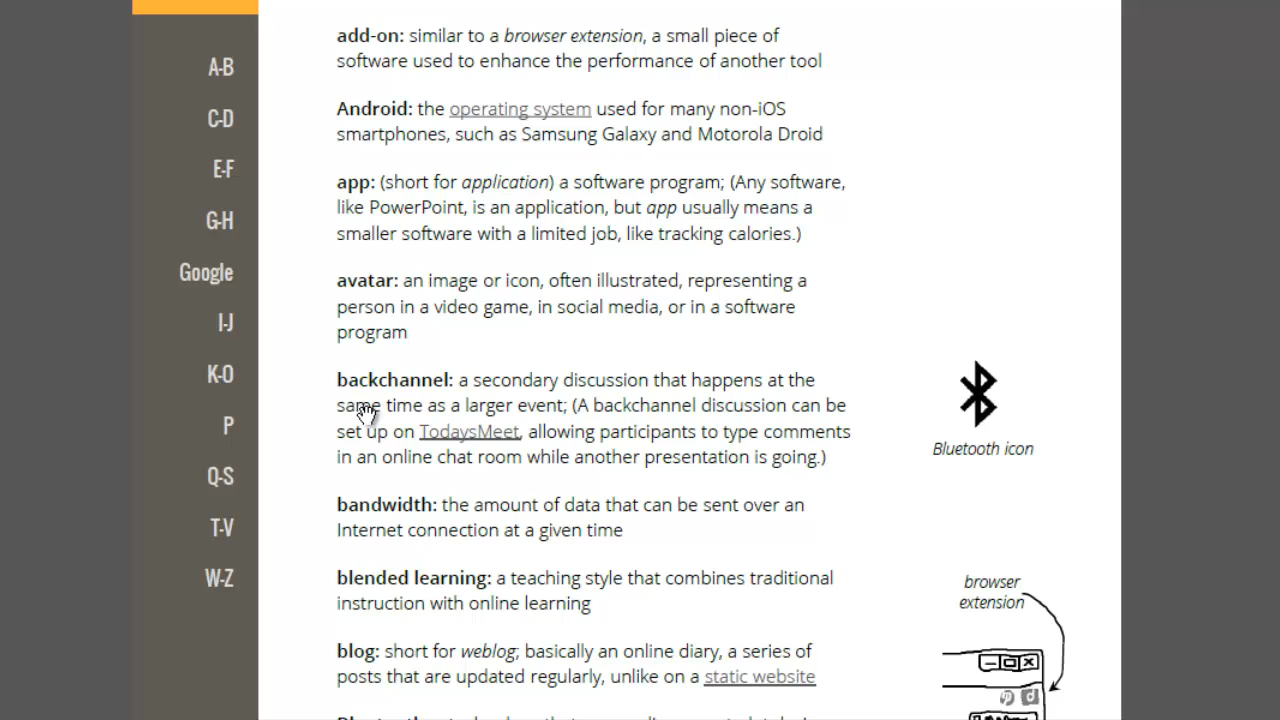 A-B
C-D
E-F
G-H
Google
I-J
K-O
P
Q-S
T-V
W-Z
add-on: similar to a browser extension, a small piece of
software used to enhance the performance of another tool
Android: the operating system used for many non-iOS
smartphones, such as Samsung Galaxy and Motorola Droid
app: (short for application) a software program; (Any software,
like PowerPoint, is an application, but app usually means a
smaller software with a limited job, like tracking calories.)
avatar: an image or icon, often illustrated, representing a
person in a video game, in social media, or in a software
program
backchannel: a secondary discussion that happens at the
same time as a larger event; (A backchannel discussion can be
set up on TodaysMeet, allowing participants to type comments
in an online chat room while another presentation is going.)
bandwidth: the amount of data that can be sent over an
Internet connection at a given time
blended learning: a teaching style that combines traditional
instruction with online learning
blog: short for weblog; basically an online diary, a series of
posts that are updated regularly, unlike on a static website
Bluetooth icon
browser
extension